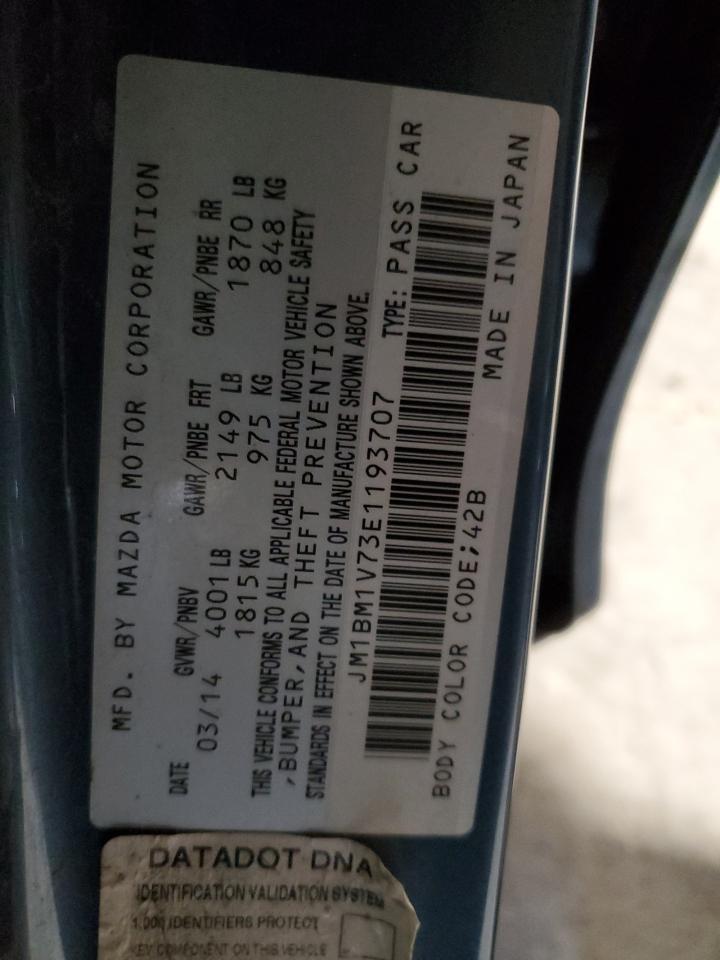 MFD. BY MAZDA MOTOR CORPORATION
DATE GVWR/PNBV GAWR/PNBE FRT GAWR/PNBE RR
03/14 4001 LB 2149 LB 1870 LB
1815 KG 975 KG 848 KG
THIS VEHICLE CONFORMS TO ALL APPLICABLE FEDERAL MOTOR VEHICLE SAFETY
,BUMPER,AND THEFT PREVENTION
STANDARDS IN EFFECT ON THE DATE OF MANUFACTURE SHOWN ABOVE.
JM1BM1V73E1193707 TYPE: PASS CAR
BODY COLOR CODE;42B MADE IN JAPAN
DATADOT DNA
IDENTIFICATION VALIDATION SYSTEM
1,000 IDENTIFIERS PROTECT
KEY COMPONENT ON THIS VEHICLE